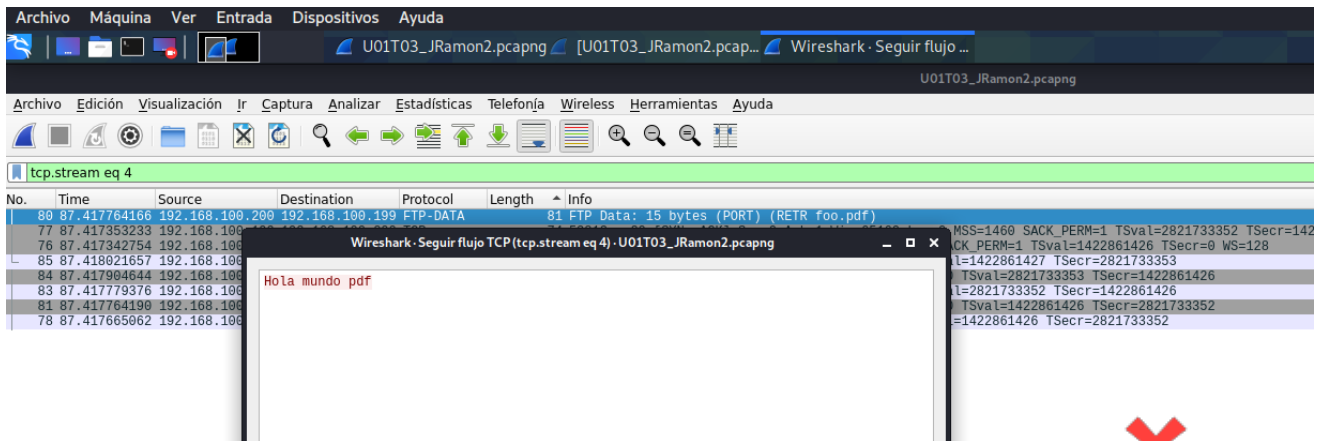 Archivo Máquina Ver Entrada Dispositivos Ayuda
U01T03_JRamon2.pcapng [U01T03_JRamon2.pcap... Wireshark · Seguir flujo ...
U01T03_JRamon2.pcapng
Archivo Edición Visualización Ir Captura Analizar Estadísticas Telefonía Wireless Herramientas Ayuda
tcp.stream eq 4
No. Time Source Destination Protocol Length Info
80 87.417764166 192.168.100.200 192.168.100.199 FTP-DATA 81 FTP Data: 15 bytes (PORT) (RETR foo.pdf)
77 87.417353233 192.168.100 MSS=1460 SACK_PERM=1 TSval=2821733352 TSecr=142
Wireshark · Seguir flujo TCP (tcp.stream eq 4) · U01T03_JRamon2.pcapng
76 87.417342754 192.168.100 CK_PERM=1 TSval=1422861426 TSecr=0 WS=128
85 87.418021657 192.168.100 l=1422861427 TSecr=2821733353
84 87.417904644 192.168.100 TSval=2821733353 TSecr=1422861426
Hola mundo pdf
83 87.417779376 192.168.100 l=2821733352 TSecr=1422861426
81 87.417764190 192.168.100 TSval=1422861426 TSecr=2821733352
78 87.417665062 192.168.100 =1422861426 TSecr=2821733352